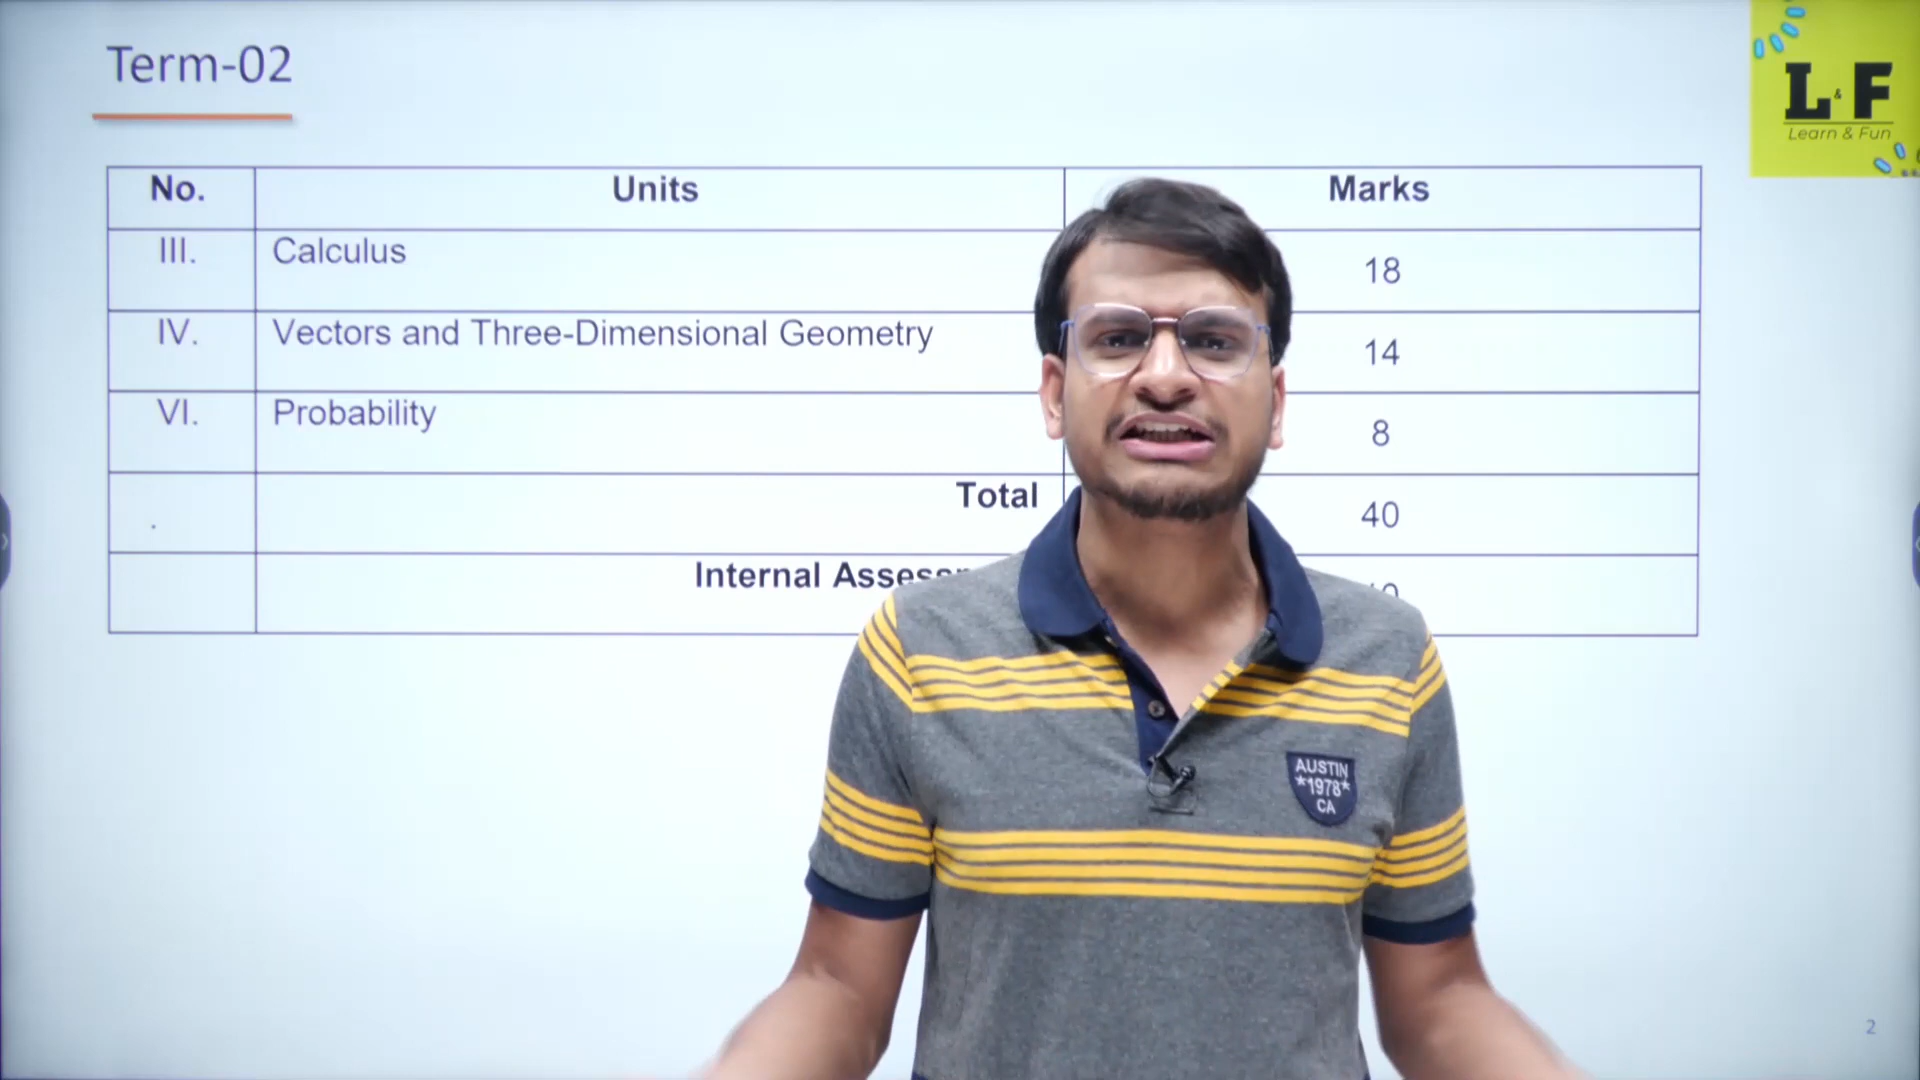 Term-02
L & F
Learn & Fun
No. Units Marks
III. Calculus 18
IV. Vectors and Three-Dimensional Geometry 14
VI. Probability 8
Total 40
Internal
AUSTIN
*1978*
CA
2